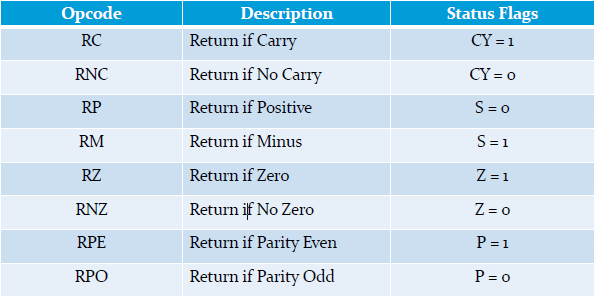 Opcode Description Status Flags
RC Return if Carry CY = 1
RNC Return if No Carry CY = 0
RP Return if Positive S = 0
RM Return if Minus S = 1
RZ Return if Zero Z = 1
RNZ Return if No Zero Z = 0
RPE Return if Parity Even P = 1
RPO Return if Parity Odd P = 0